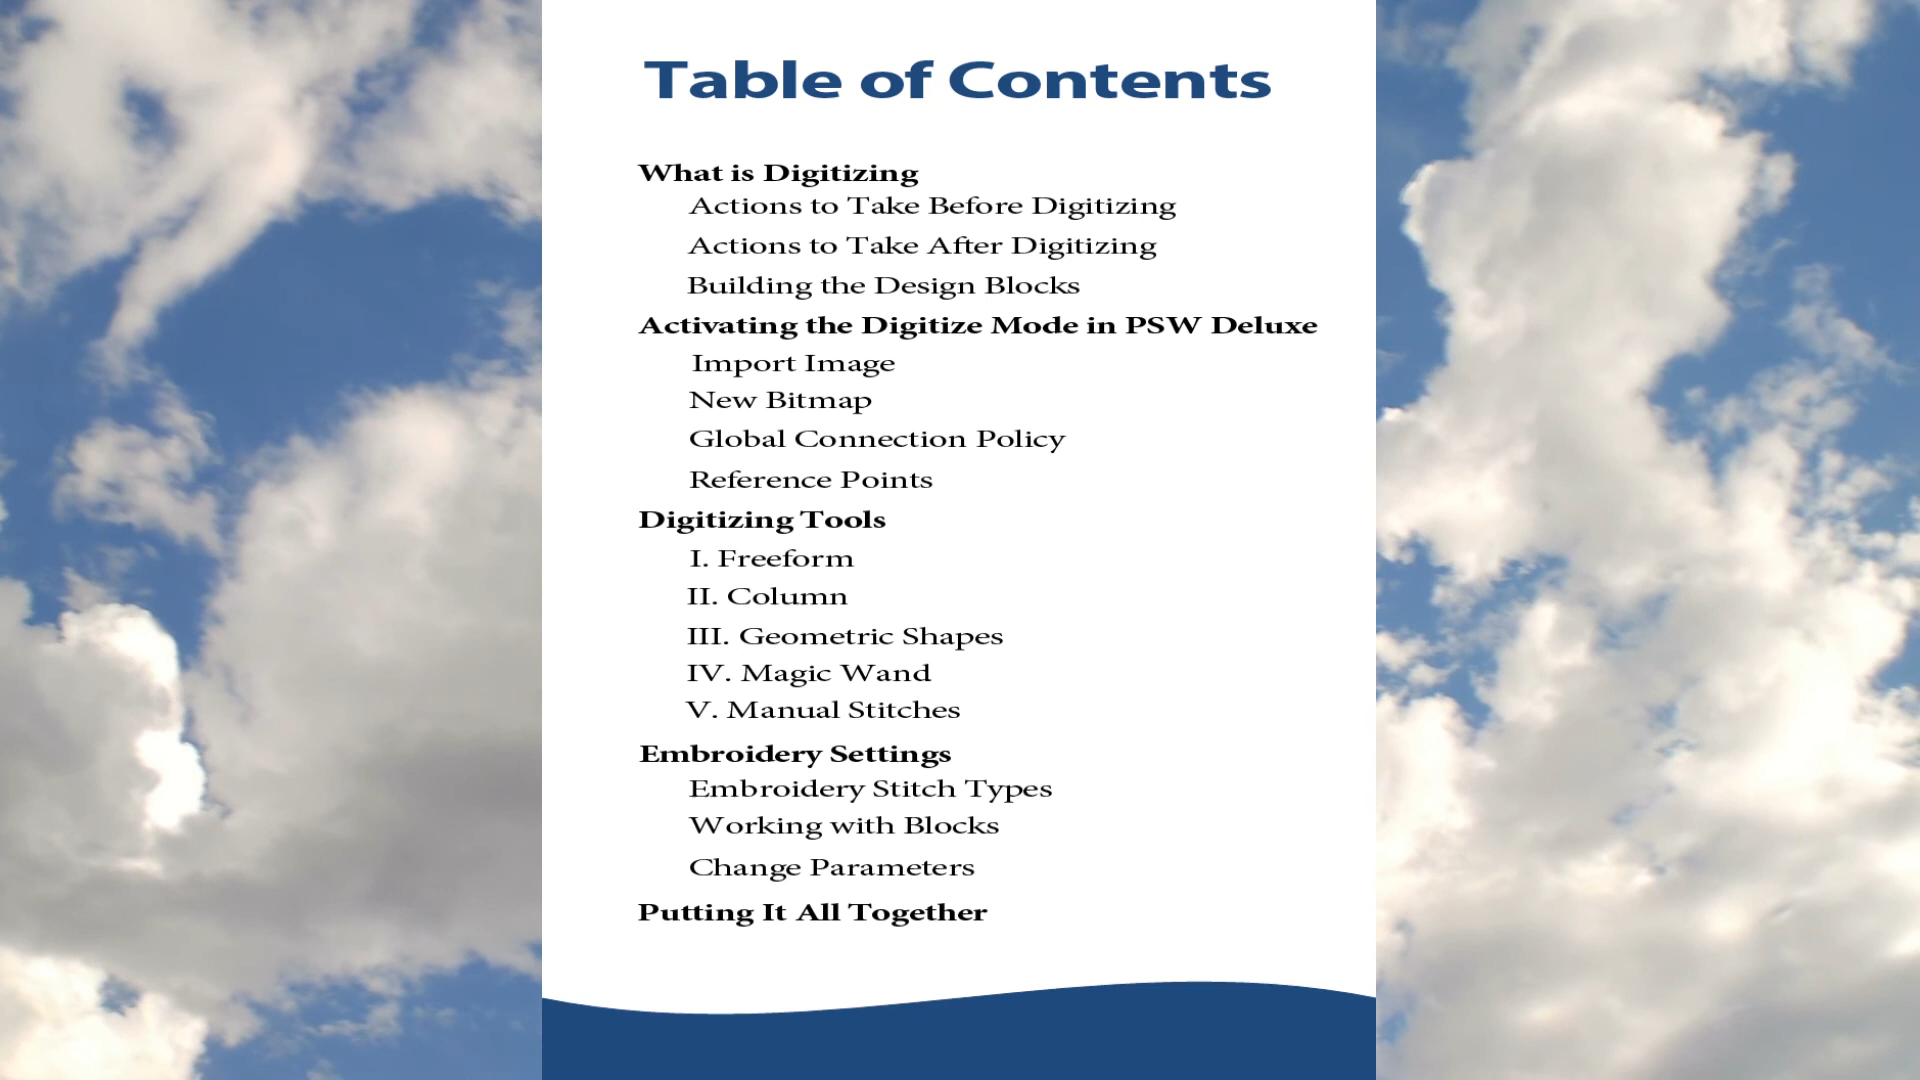 Table of Contents
What is Digitizing
Actions to Take Before Digitizing
Actions to Take After Digitizing
Building the Design Blocks
Activating the Digitize Mode in PSW Deluxe
Import Image
New Bitmap
Global Connection Policy
Reference Points
Digitizing Tools
I. Freeform
II. Column
III. Geometric Shapes
IV. Magic Wand
V. Manual Stitches
Embroidery Settings
Embroidery Stitch Types
Working with Blocks
Change Parameters
Putting It All Together